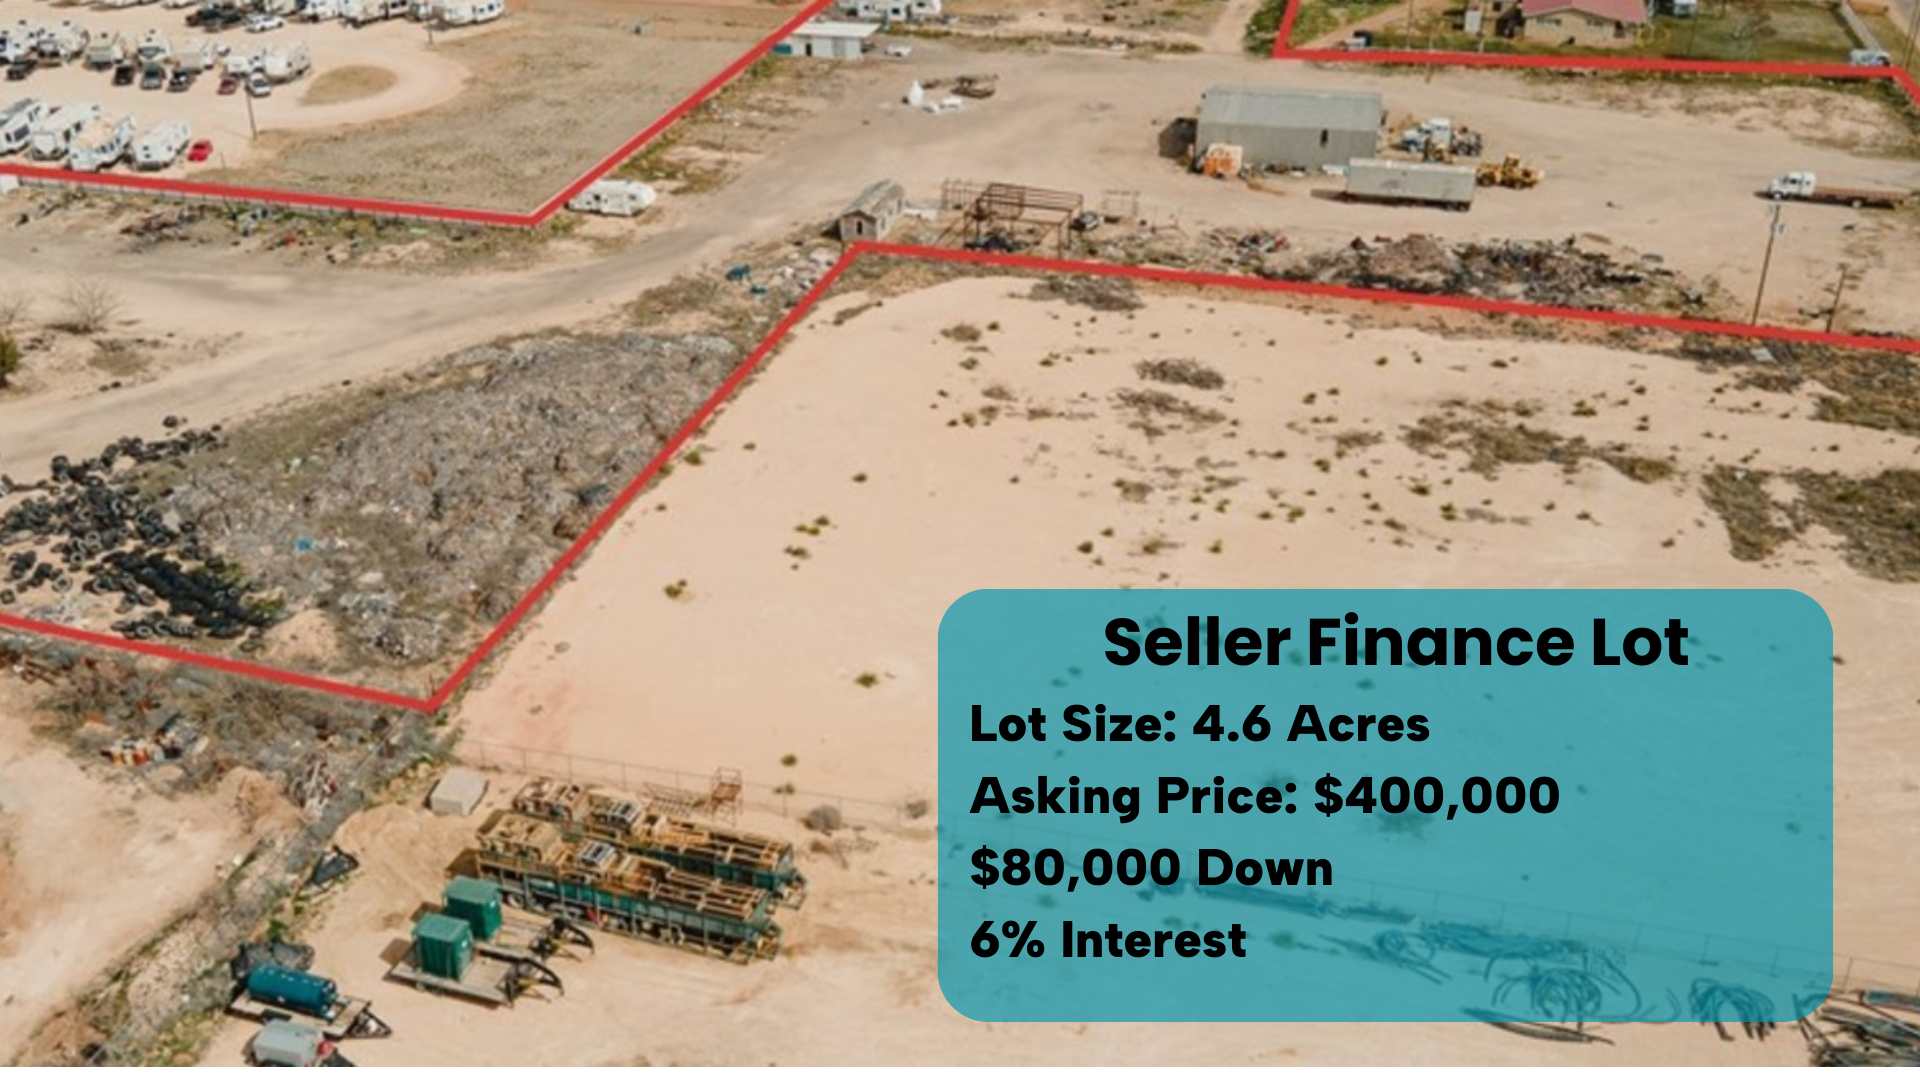 Seller Finance Lot
Lot Size: 4.6 Acres
Asking Price: $400,000
$80,000 Down
6% Interest